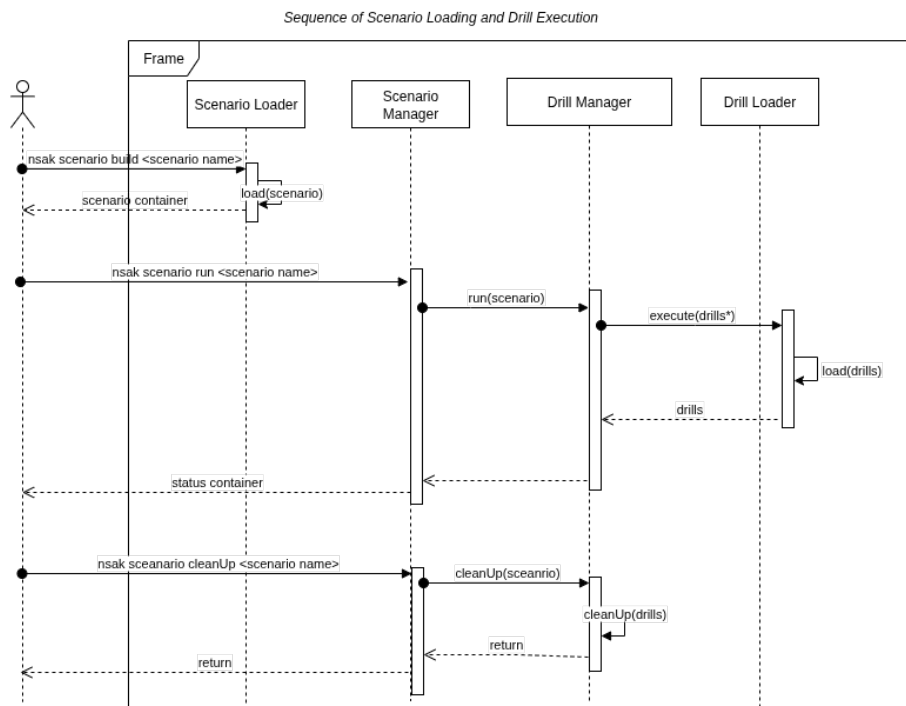 Sequence of Scenario Loading and Drill Execution
Frame
Scenario Loader
Scenario
Manager
Drill Manager
Drill Loader
nsak scenario build <scenario name>
load(scenario)
scenario container
nsak scenario run <scenario name>
run(scenario)
execute(drills*)
load(drills)
drills
status container
nsak sceanario cleanUp <scenario name>
cleanUp(sceanrio)
cleanUp(drills)
return
return